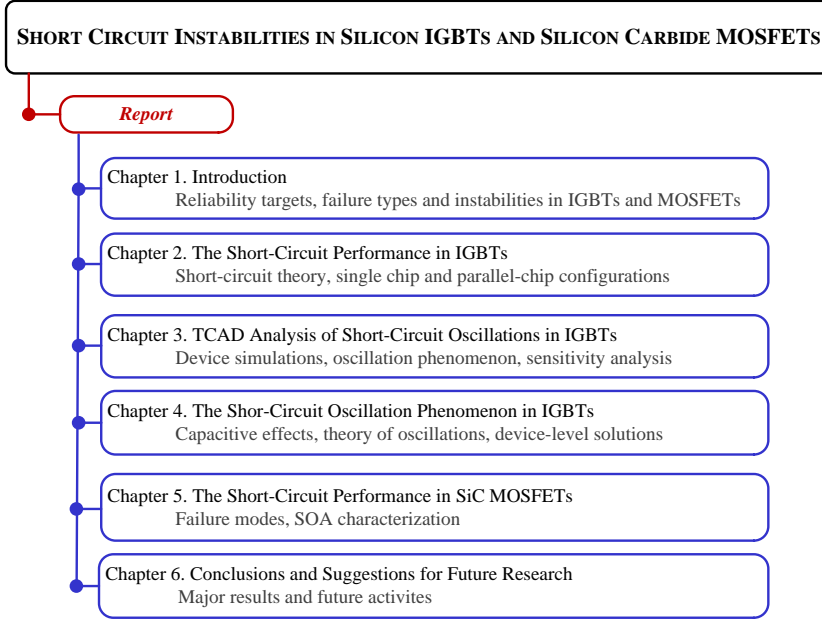 SHORT CIRCUIT INSTABILITIES IN SILICON IGBTS AND SILICON CARBIDE MOSFETS
Report
Chapter 1. Introduction
Reliability targets, failure types and instabilities in IGBTs and MOSFETs
Chapter 2. The Short-Circuit Performance in IGBTs
Short-circuit theory, single chip and parallel-chip configurations
Chapter 3. TCAD Analysis of Short-Circuit Oscillations in IGBTs
Device simulations, oscillation phenomenon, sensitivity analysis
Chapter 4. The Shor-Circuit Oscillation Phenomenon in IGBTs
Capacitive effects, theory of oscillations, device-level solutions
Chapter 5. The Short-Circuit Performance in SiC MOSFETs
Failure modes, SOA characterization
Chapter 6. Conclusions and Suggestions for Future Research
Major results and future activites